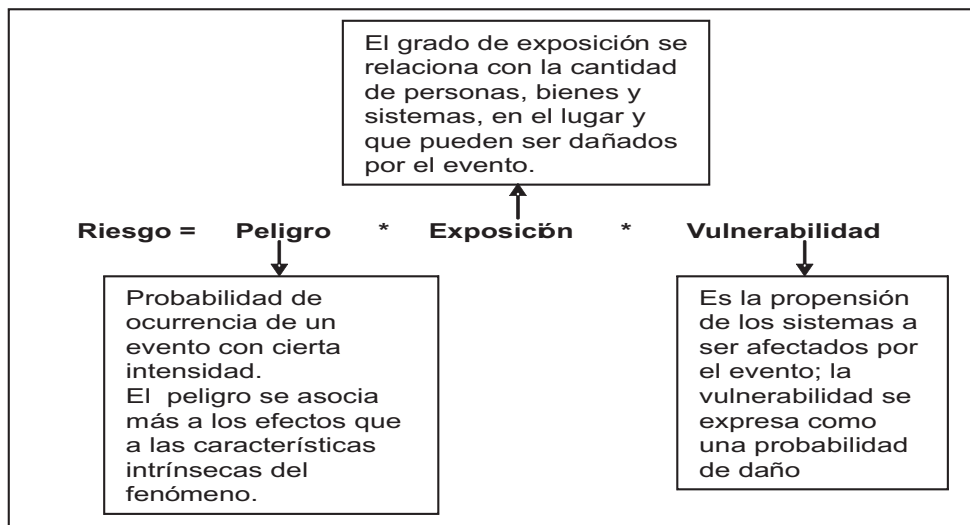 El grado de exposición se
relaciona con la cantidad
de personas, bienes y
sistemas, en el lugar y
que pueden ser dañados
por el evento.
Riesgo = Peligro * Exposición * Vulnerabilidad
Probabilidad de
ocurrencia de un
evento con cierta
intensidad.
El peligro se asocia
más a los efectos que
a las características
intrínsecas del
fenómeno.
Es la propensión
de los sistemas a
ser afectados por
el evento; la
vulnerabilidad se
expresa como
una probabilidad
de daño